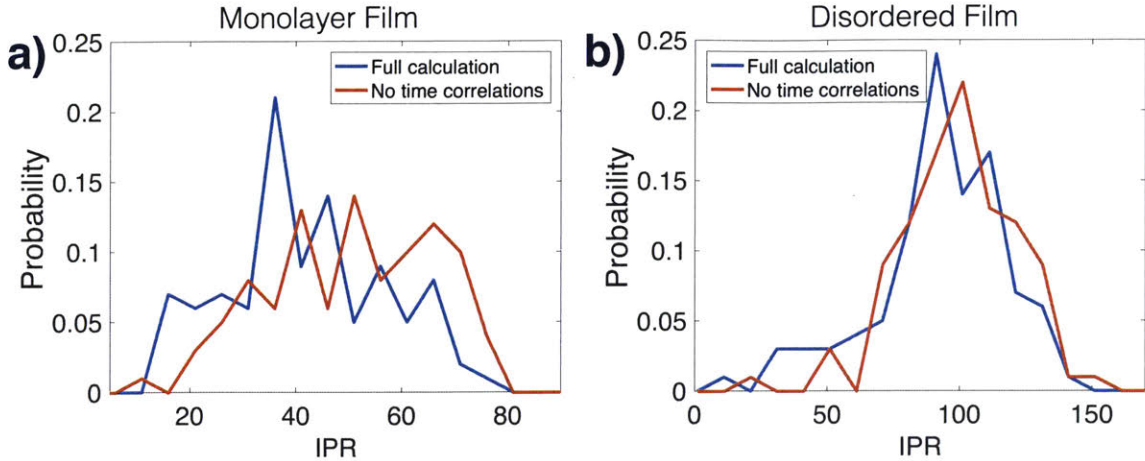 a)
Monolayer Film
Full calculation
No time correlations
Probability
0.25
0.2
0.15
0.1
0.05
0
20
40
60
80
IPR
b)
Disordered Film
Full calculation
No time correlations
Probability
0.25
0.2
0.15
0.1
0.05
0
0
50
100
150
IPR